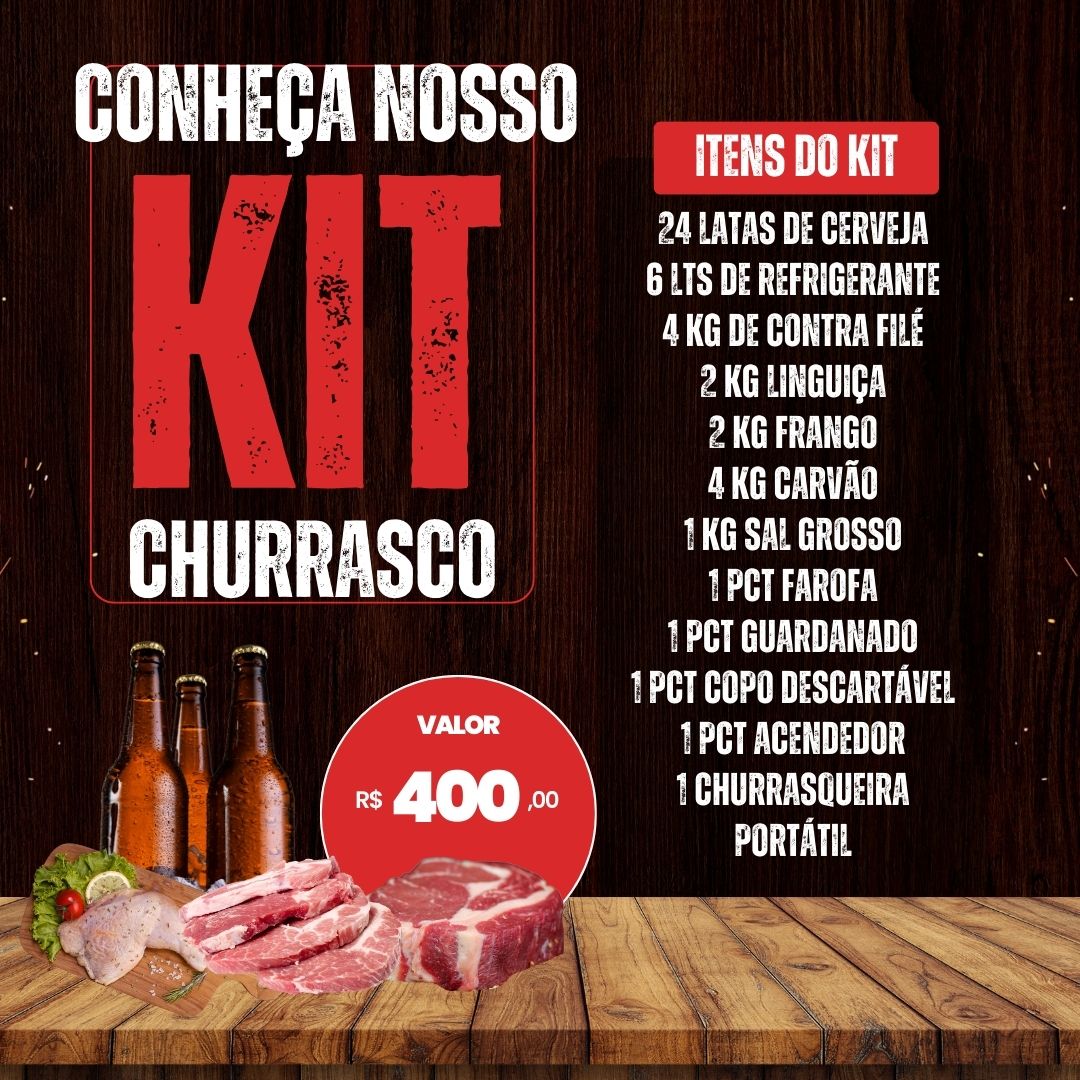 CONHEÇA NOSSO
KIT
CHURRASCO
ITENS DO KIT
24 LATAS DE CERVEJA
6 LTS DE REFRIGERANTE
4 KG DE CONTRA FILÉ
2 KG LINGUIÇA
2 KG FRANGO
4 KG CARVÃO
1 KG SAL GROSSO
1 PCT FAROFA
1 PCT GUARDANADO
1 PCT COPO DESCARTÁVEL
1 PCT ACENDEDOR
1 CHURRASQUEIRA
PORTÁTIL
VALOR
R$ 400,00